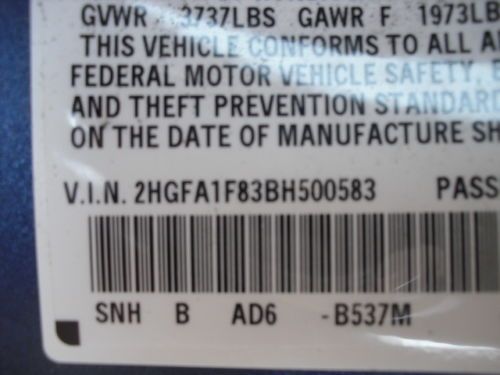 GVWR 3737LBS GAWR F 1973LB
THIS VEHICLE CONFORMS TO ALL A
FEDERAL MOTOR VEHICLE SAFETY,
AND THEFT PREVENTION STANDAR
ON THE DATE OF MANUFACTURE SH
V.I.N. 2HGFA1F83BH500583 PASS
SNH B AD6 -B537M